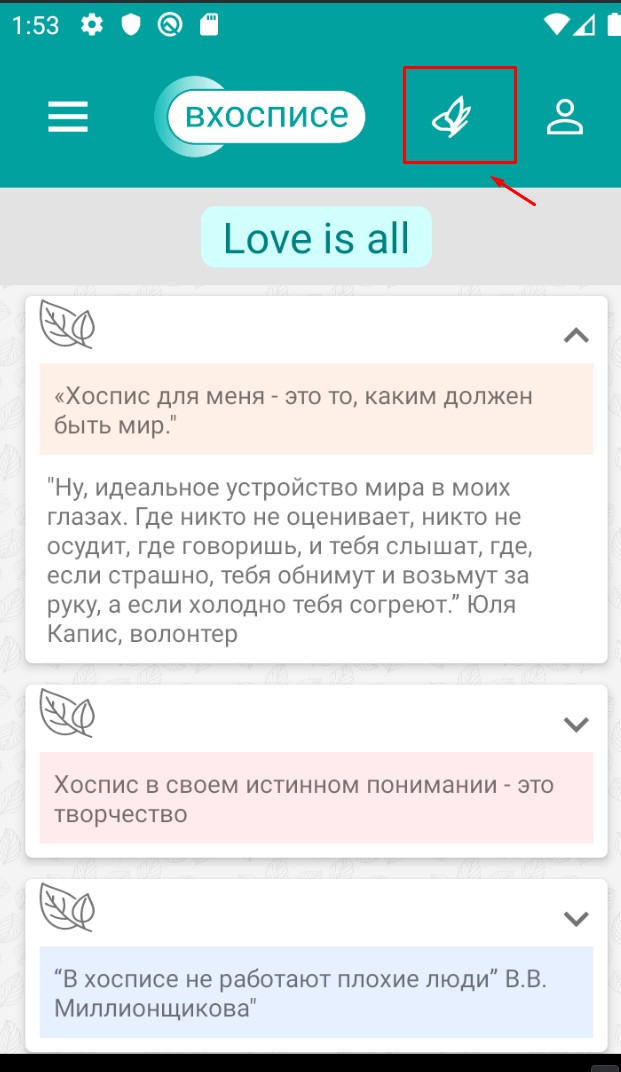 1:53
вхосписе
Love is all
«Хоспис для меня - это то, каким должен
быть мир."
"Ну, идеальное устройство мира в моих
глазах. Где никто не оценивает, никто не
осудит, где говоришь, и тебя слышат, где,
если страшно, тебя обнимут и возьмут за
руку, а если холодно тебя согреют.” Юля
Капис, волонтер
Хоспис в своем истинном понимании - это
творчество
“В хосписе не работают плохие люди” В.В.
Миллионщикова"